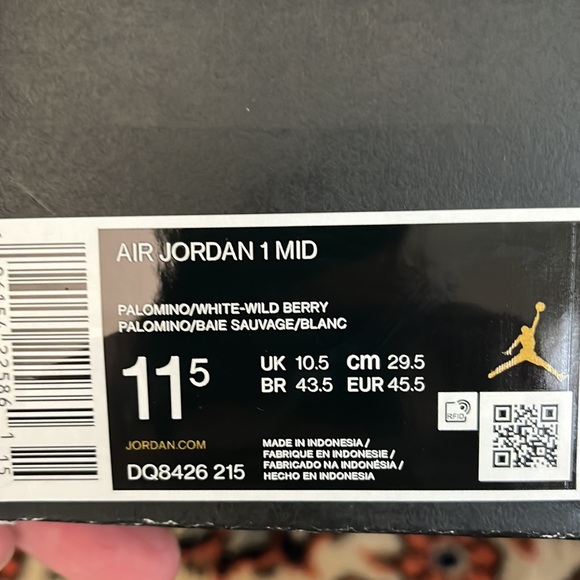 AIR JORDAN 1 MID
PALOMINO/WHITE-WILD BERRY
PALOMINO/BAIE SAUVAGE/BLANC
11⁵
UK 10.5 cm 29.5
BR 43.5 EUR 45.5
RFID
JORDAN.COM
DQ8426 215
MADE IN INDONESIA /
FABRIQUE EN INDONESIE /
FABRICADO NA INDONÉSIA /
HECHO EN INDONESIA